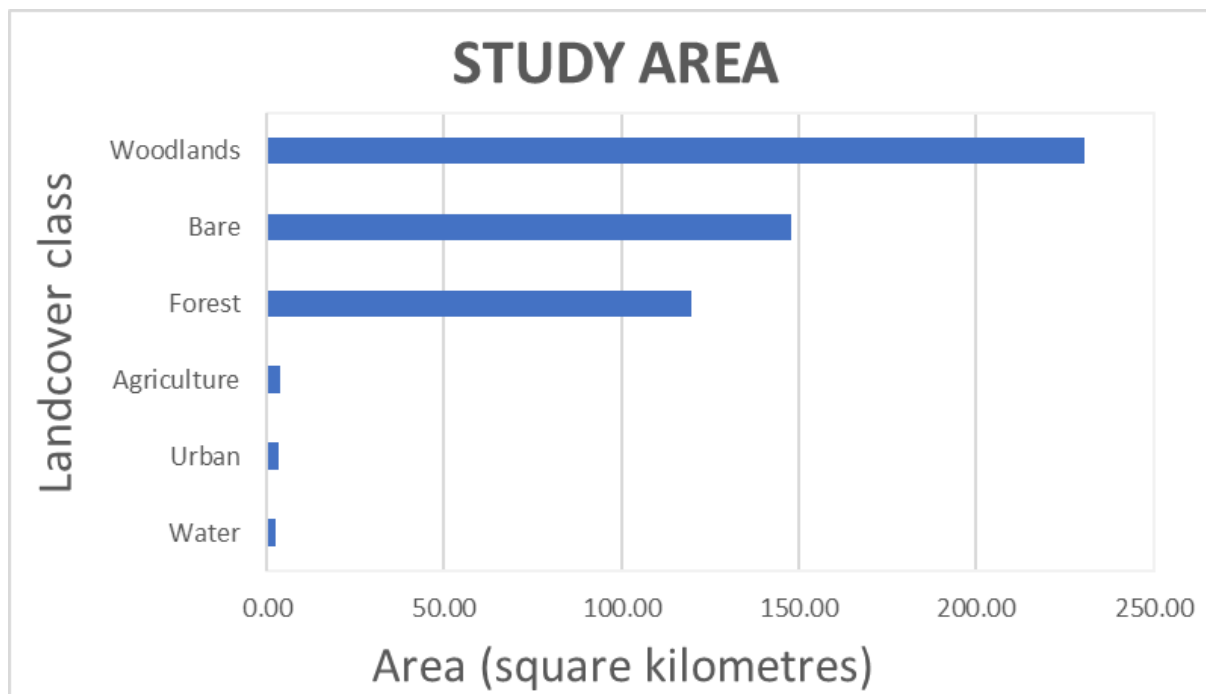 STUDY AREA
Landcover class
Woodlands
Bare
Forest
Agriculture
Urban
Water
0.00 50.00 100.00 150.00 200.00 250.00
Area (square kilometres)